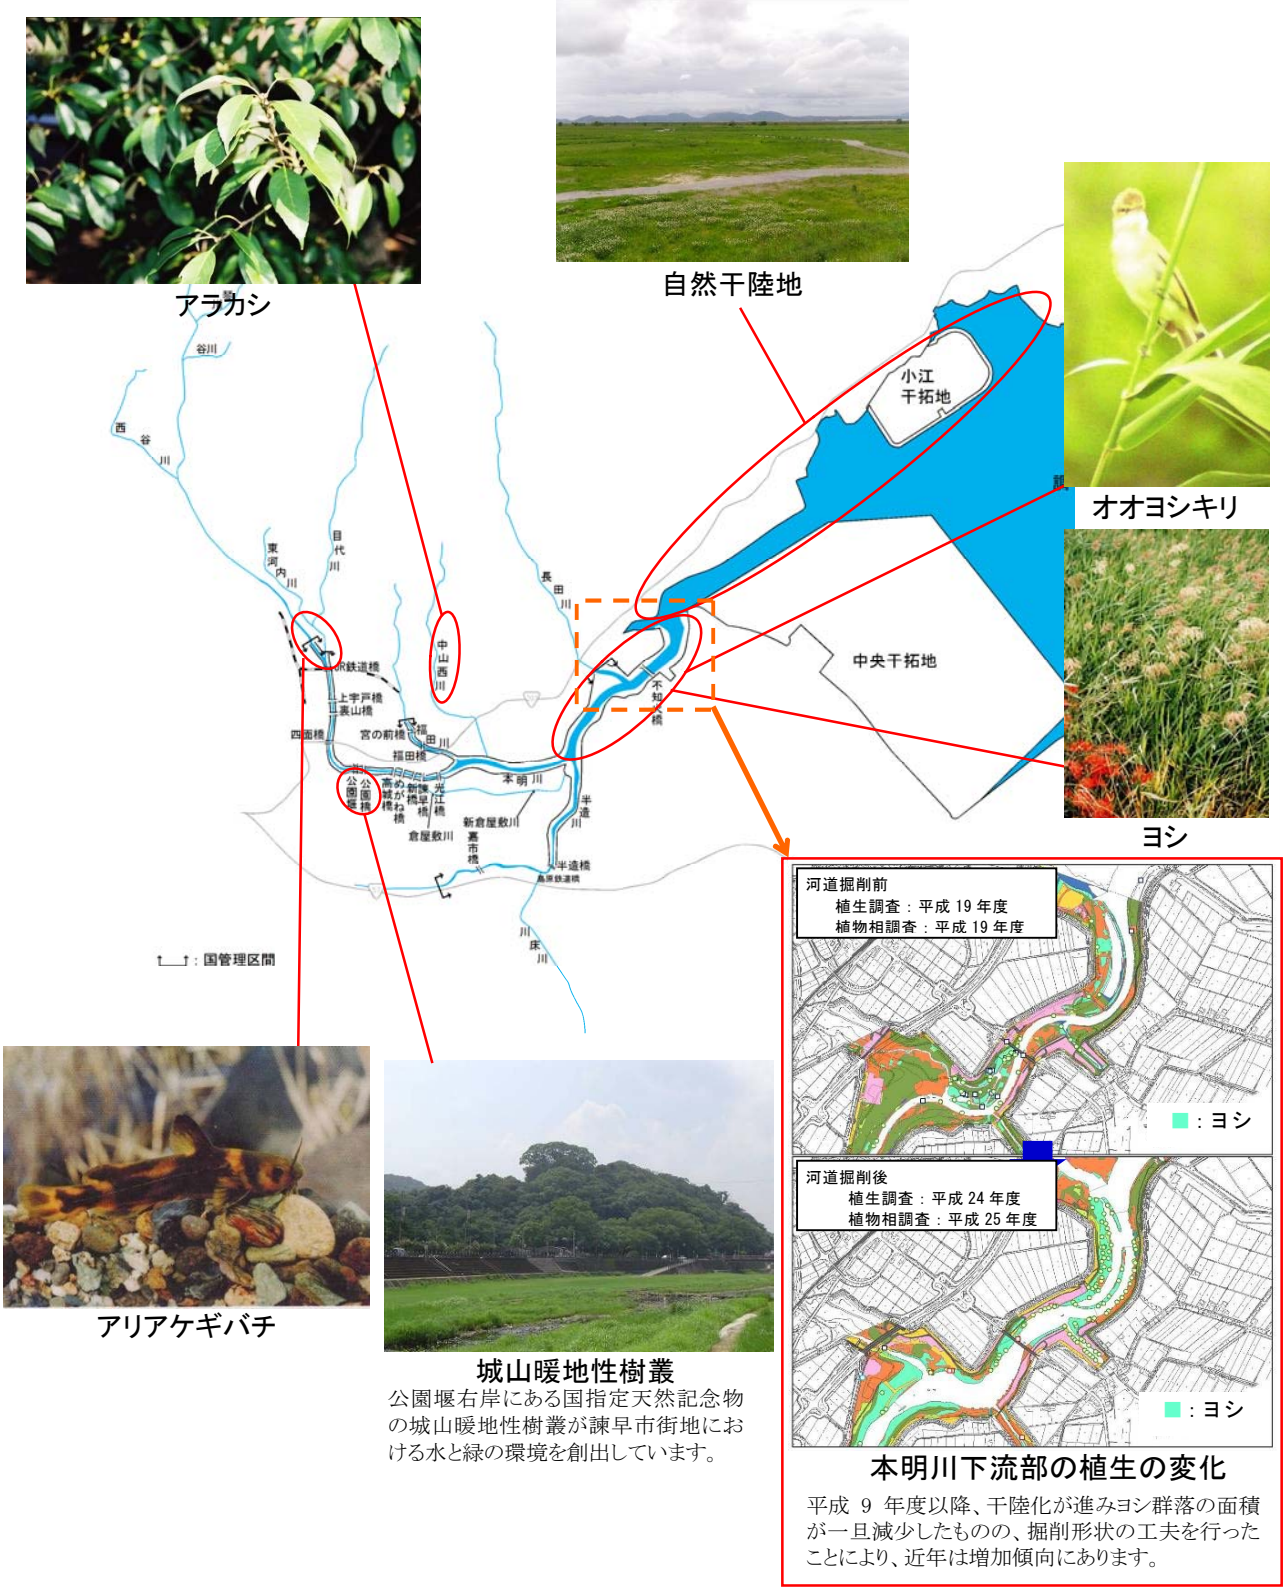 アラカシ
自然干陸地
オオヨシキリ
ヨシ
小江
干拓地
中央干拓地
谷川
西谷川
東河内川
目代川
中山西川
長田川
不知火橋
JR鉄道橋
上宇戸橋
裏山橋
四面橋
宮の前橋
福田川
福田橋
公園堰
公園橋
高城橋
めがね橋
新橋
諫早橋
光江橋
本明川
倉屋敷川
新倉屋敷川
半造川
嘉市橋
半造橋
島原鉄道橋
川床川
:国管理区間
アリアケギバチ
城山暖地性樹叢
公園堰右岸にある国指定天然記念物
の城山暖地性樹叢が諫早市街地にお
ける水と緑の環境を創出しています。
河道掘削前
植生調査:平成 19 年度
植物相調査:平成 19 年度
:ヨシ
河道掘削後
植生調査:平成 24 年度
植物相調査:平成 25 年度
:ヨシ
本明川下流部の植生の変化
平成 9 年度以降、干陸化が進みヨシ群落の面積
が一旦減少したものの、掘削形状の工夫を行った
ことにより、近年は増加傾向にあります。